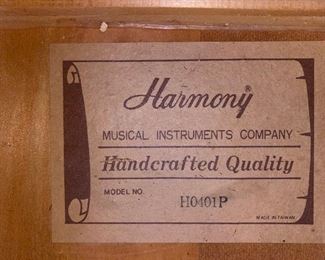 Harmony®
MUSICAL INSTRUMENTS COMPANY
Handcrafted Quality
MODEL NO. H0401P
MADE IN TAIWAN